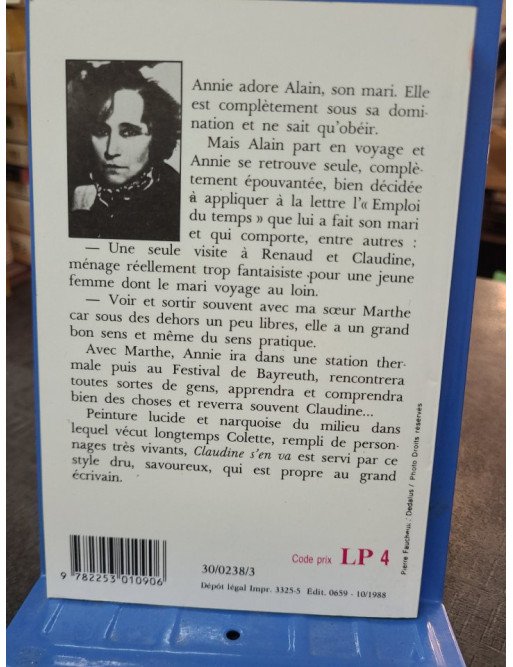 Annie adore Alain, son mari. Elle
est complètement sous sa domi-
nation et ne sait qu'obéir.
Mais Alain part en voyage et
Annie se retrouve seule, complè-
tement épouvantée, bien décidée
à appliquer à la lettre l'« Emploi
du temps » que lui a fait son mari
et qui comporte, entre autres :
— Une seule visite à Renaud et Claudine,
ménage réellement trop fantaisiste pour une jeune
femme dont le mari voyage au loin.
— Voir et sortir souvent avec ma sœur Marthe
car sous des dehors un peu libres, elle a un grand
bon sens et même du sens pratique.
Avec Marthe, Annie ira dans une station ther-
male puis au Festival de Bayreuth, rencontrera
toutes sortes de gens, apprendra et comprendra
bien des choses et reverra souvent Claudine...
Peinture lucide et narquoise du milieu dans
lequel vécut longtemps Colette, rempli de person-
nages très vivants, Claudine s'en va est servi par ce
style dru, savoureux, qui est propre au grand
écrivain.
Pierre Faucheux : Dedalus / Photo Droits réservés
Code prix LP 4
30/0238/3
9 782253 010906
Dépôt légal Impr. 3325-5 Édit. 0659 - 10/1988